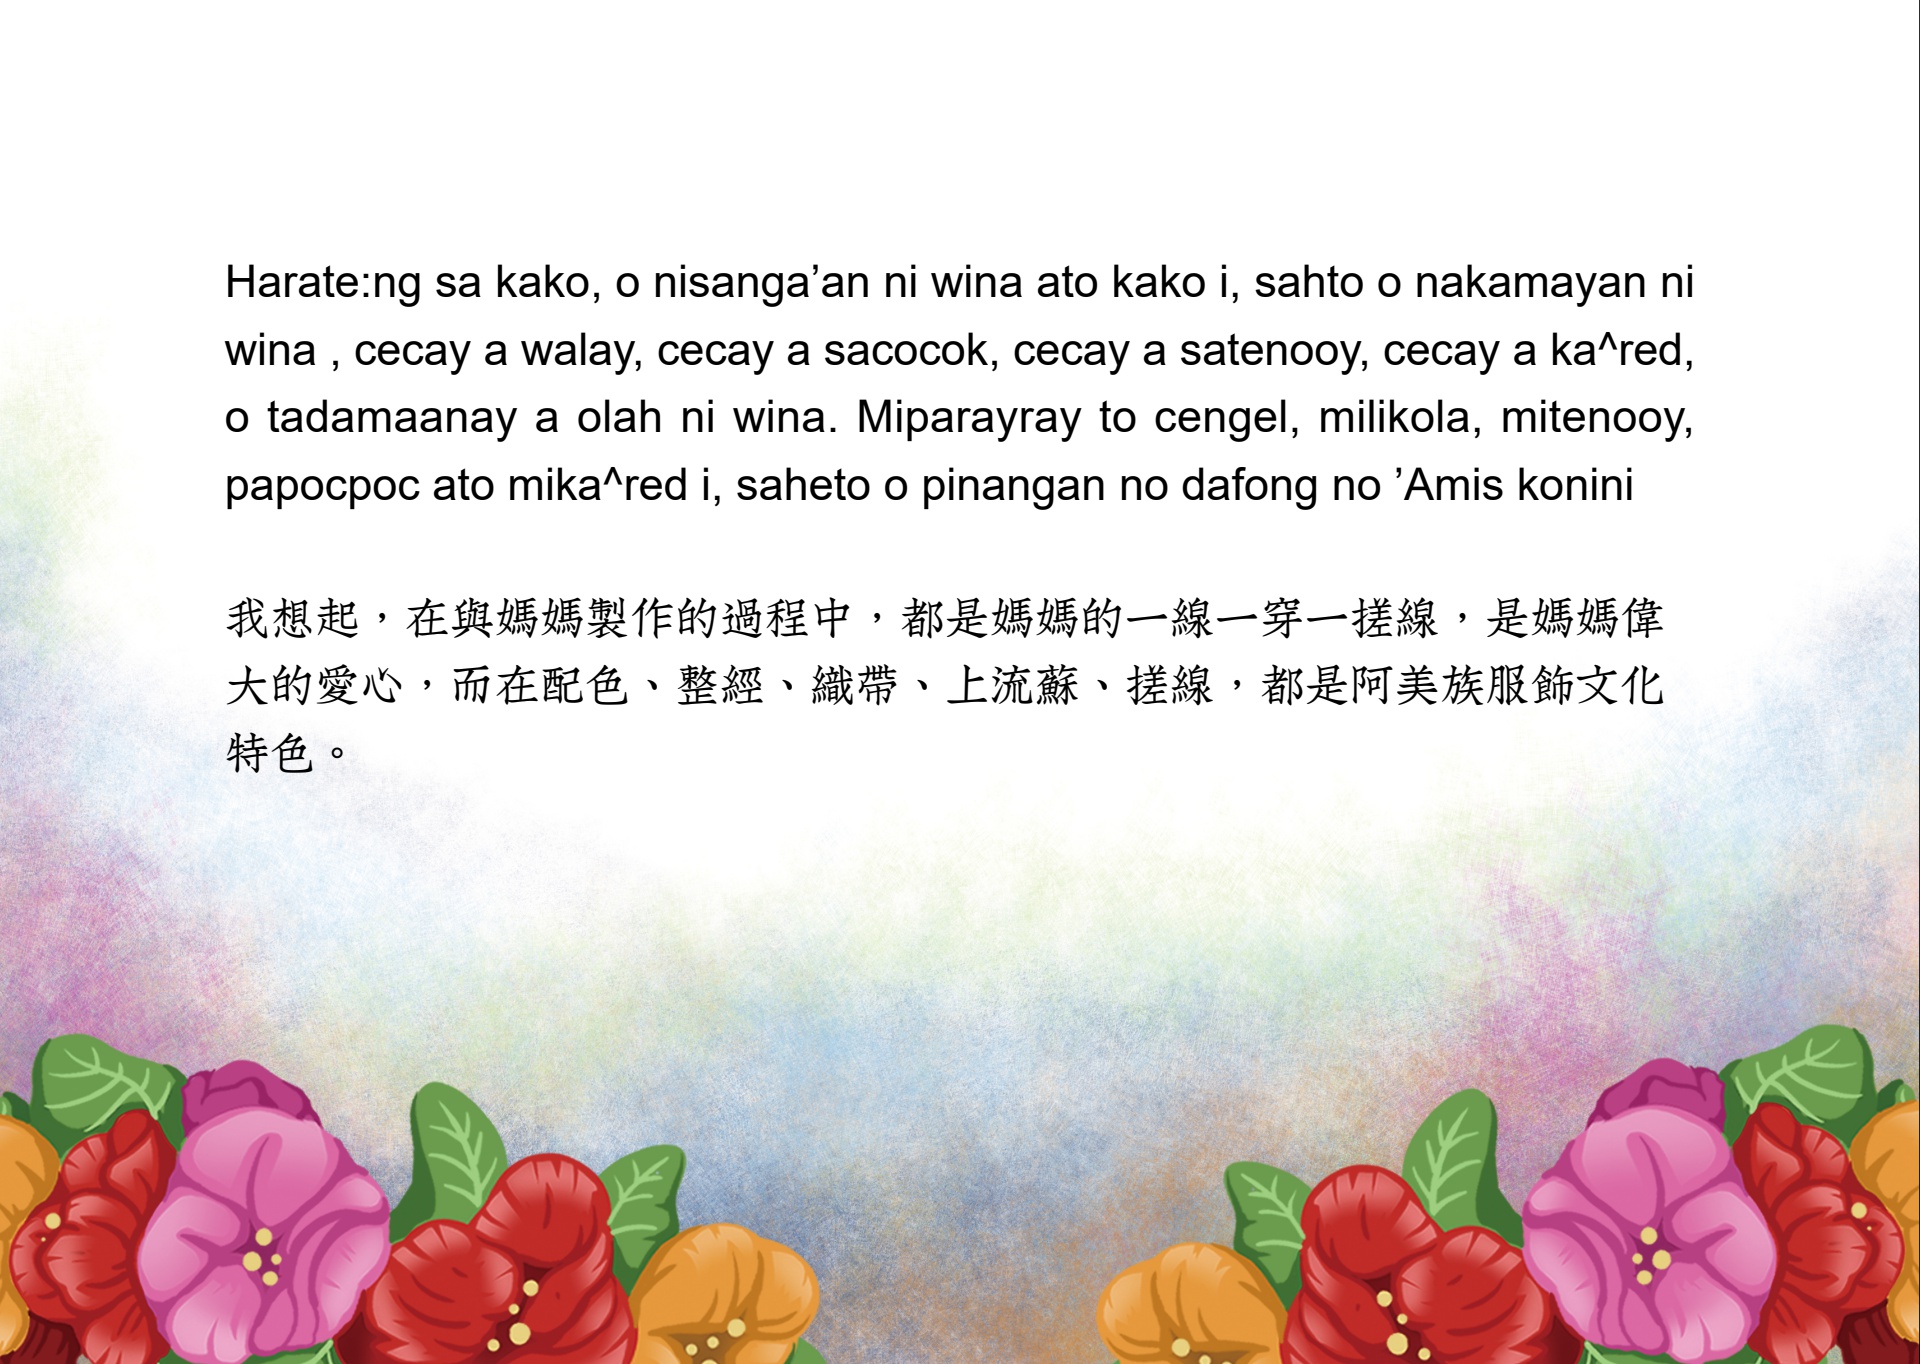 Harate:ng sa kako, o nisanga’an ni wina ato kako i, sahto o nakamayan ni
wina , cecay a walay, cecay a sacocok, cecay a satenooy, cecay a ka^red,
o tadamaanay a olah ni wina. Miparayray to cengel, milikola, mitenooy,
papocpoc ato mika^red i, saheto o pinangan no dafong no ’Amis konini
我想起，在與媽媽製作的過程中，都是媽媽的一線一穿一搓線，是媽媽偉
大的愛心，而在配色、整經、織帶、上流蘇、搓線，都是阿美族服飾文化
特色。